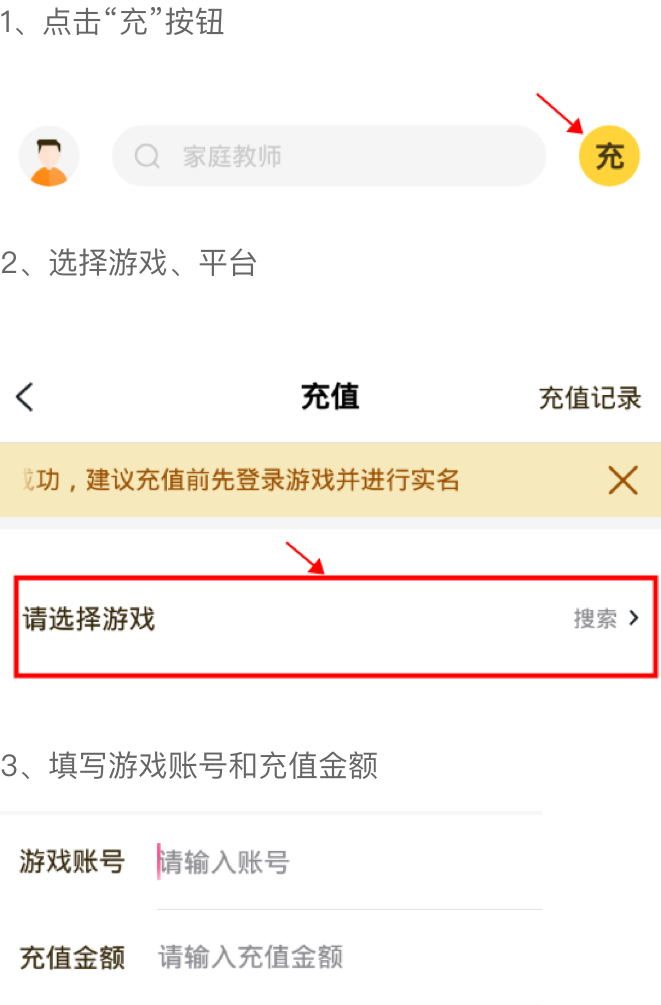 1、点击“充”按钮
家庭教师
充
2、选择游戏、平台
充值
充值记录
功，建议充值前先登录游戏并进行实名
请选择游戏
搜索
3、填写游戏账号和充值金额
游戏账号
请输入账号
充值金额
请输入充值金额